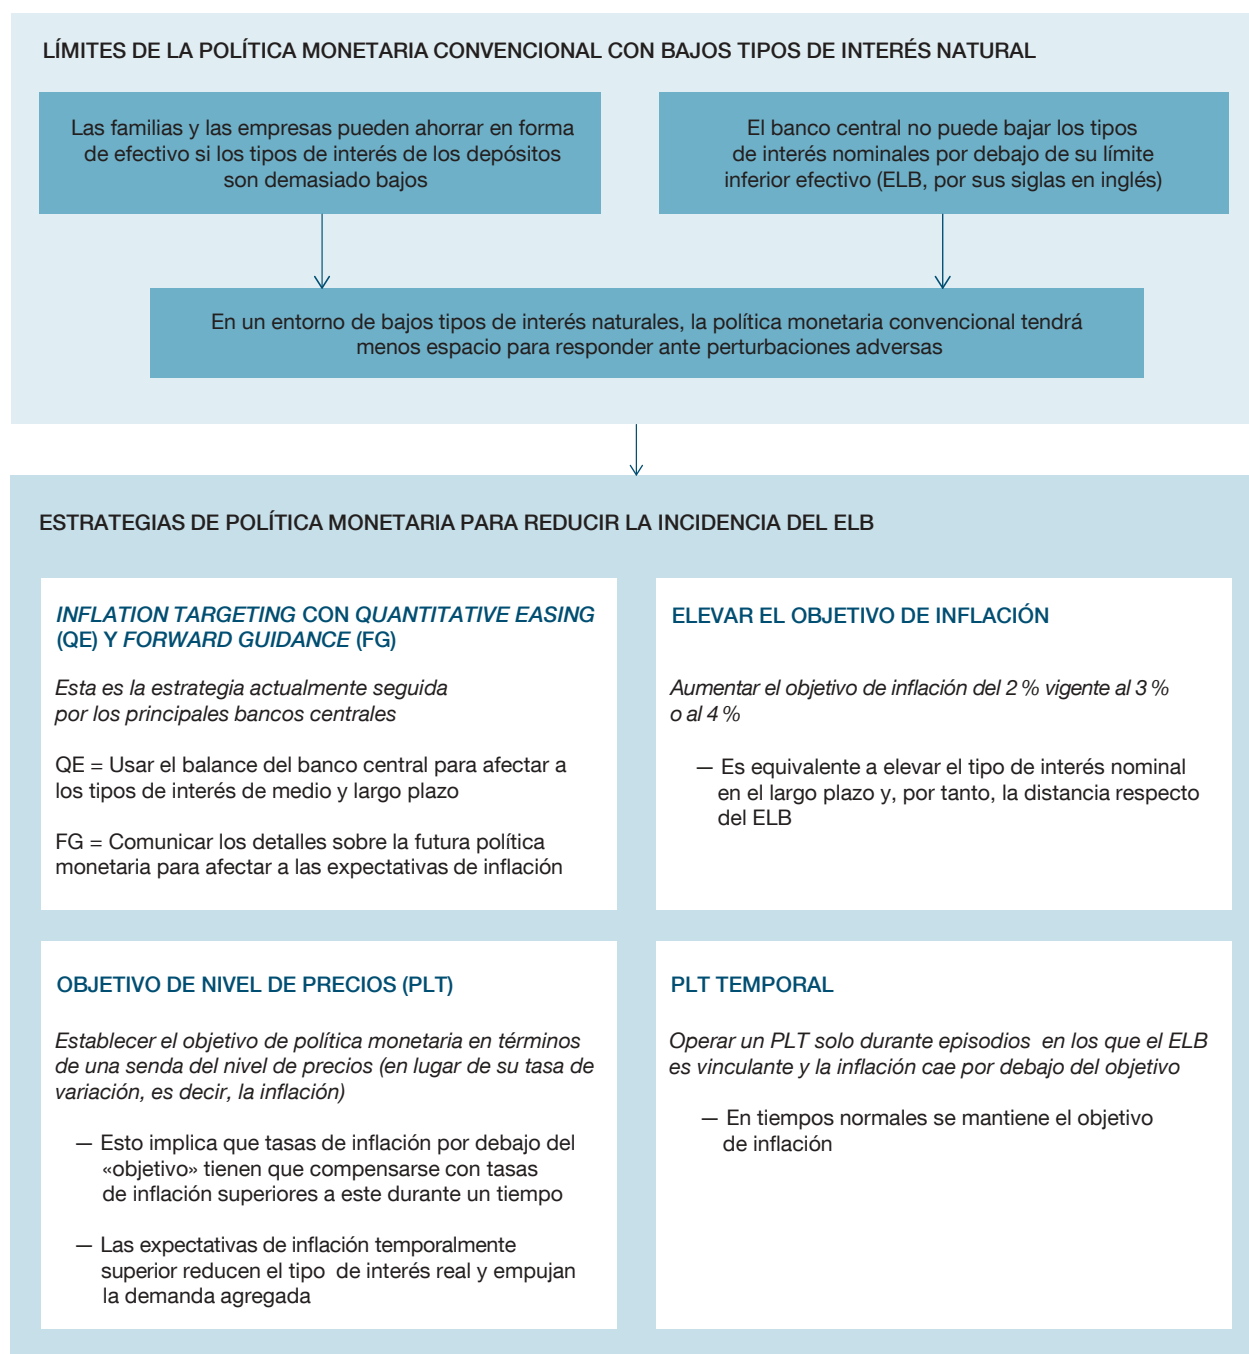 LÍMITES DE LA POLÍTICA MONETARIA CONVENCIONAL CON BAJOS TIPOS DE INTERÉS NATURAL
Las familias y las empresas pueden ahorrar en forma
de efectivo si los tipos de interés de los depósitos
son demasiado bajos
El banco central no puede bajar los tipos
de interés nominales por debajo de su límite
inferior efectivo (ELB, por sus siglas en inglés)
En un entorno de bajos tipos de interés naturales, la política monetaria convencional tendrá
menos espacio para responder ante perturbaciones adversas
ESTRATEGIAS DE POLÍTICA MONETARIA PARA REDUCIR LA INCIDENCIA DEL ELB
INFLATION TARGETING CON QUANTITATIVE EASING
(QE) Y FORWARD GUIDANCE (FG)
Esta es la estrategia actualmente seguida
por los principales bancos centrales
QE = Usar el balance del banco central para afectar a
los tipos de interés de medio y largo plazo
FG = Comunicar los detalles sobre la futura política
monetaria para afectar a las expectativas de inflación
ELEVAR EL OBJETIVO DE INFLACIÓN
Aumentar el objetivo de inflación del 2 % vigente al 3 %
o al 4 %
— Es equivalente a elevar el tipo de interés nominal
en el largo plazo y, por tanto, la distancia respecto
del ELB
OBJETIVO DE NIVEL DE PRECIOS (PLT)
Establecer el objetivo de política monetaria en términos
de una senda del nivel de precios (en lugar de su tasa de
variación, es decir, la inflación)
— Esto implica que tasas de inflación por debajo del
«objetivo» tienen que compensarse con tasas
de inflación superiores a este durante un tiempo
— Las expectativas de inflación temporalmente
superior reducen el tipo de interés real y empujan
la demanda agregada
PLT TEMPORAL
Operar un PLT solo durante episodios en los que el ELB
es vinculante y la inflación cae por debajo del objetivo
— En tiempos normales se mantiene el objetivo
de inflación